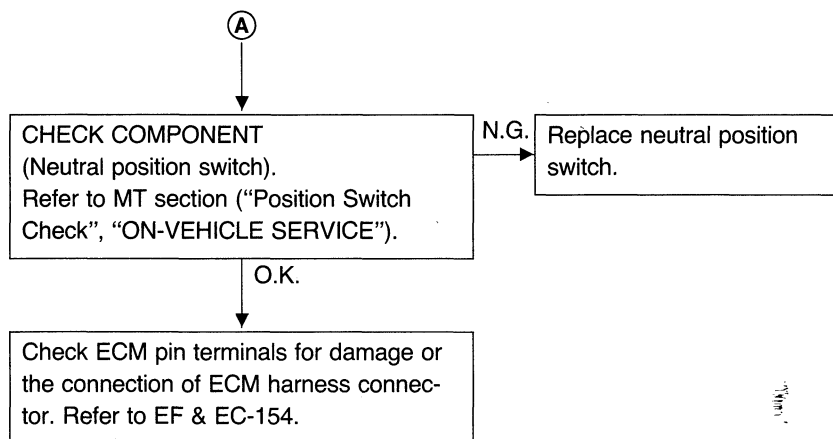 A
CHECK COMPONENT
(Neutral position switch).
Refer to MT section (“Position Switch
Check”, “ON-VEHICLE SERVICE”).
N.G.
Replace neutral position
switch.
O.K.
Check ECM pin terminals for damage or
the connection of ECM harness connec-
tor. Refer to EF & EC-154.